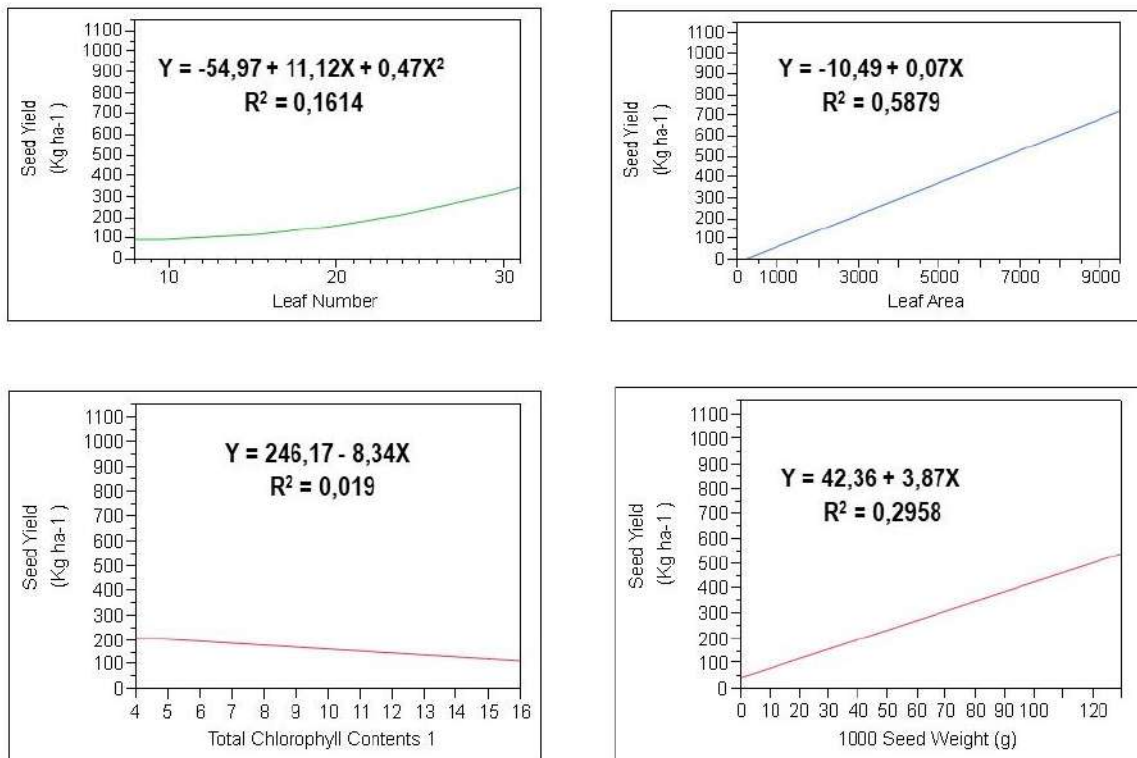 1100
1000
900
800
700
600
500
400
300
200
100
0
Seed Yield
(Kg ha-1 )
Y = -54,97 + 11,12X + 0,47X²
R² = 0,1614
10 20 30
Leaf Number
1100
1000
900
800
700
600
500
400
300
200
100
0
Seed Yield
(Kg ha-1 )
Y = -10,49 + 0,07X
R² = 0,5879
0 1000 3000 5000 7000 9000
Leaf Area
1100
1000
900
800
700
600
500
400
300
200
100
0
Seed Yield
(Kg ha-1 )
Y = 246,17 - 8,34X
R² = 0,019
4 5 6 7 8 9 10 11 12 13 14 15 16
Total Chlorophyll Contents 1
1100
1000
900
800
700
600
500
400
300
200
100
0
Seed Yield
(Kg ha-1 )
Y = 42,36 + 3,87X
R² = 0,2958
0 10 20 30 40 50 60 70 80 90 100 120
1000 Seed Weight (g)